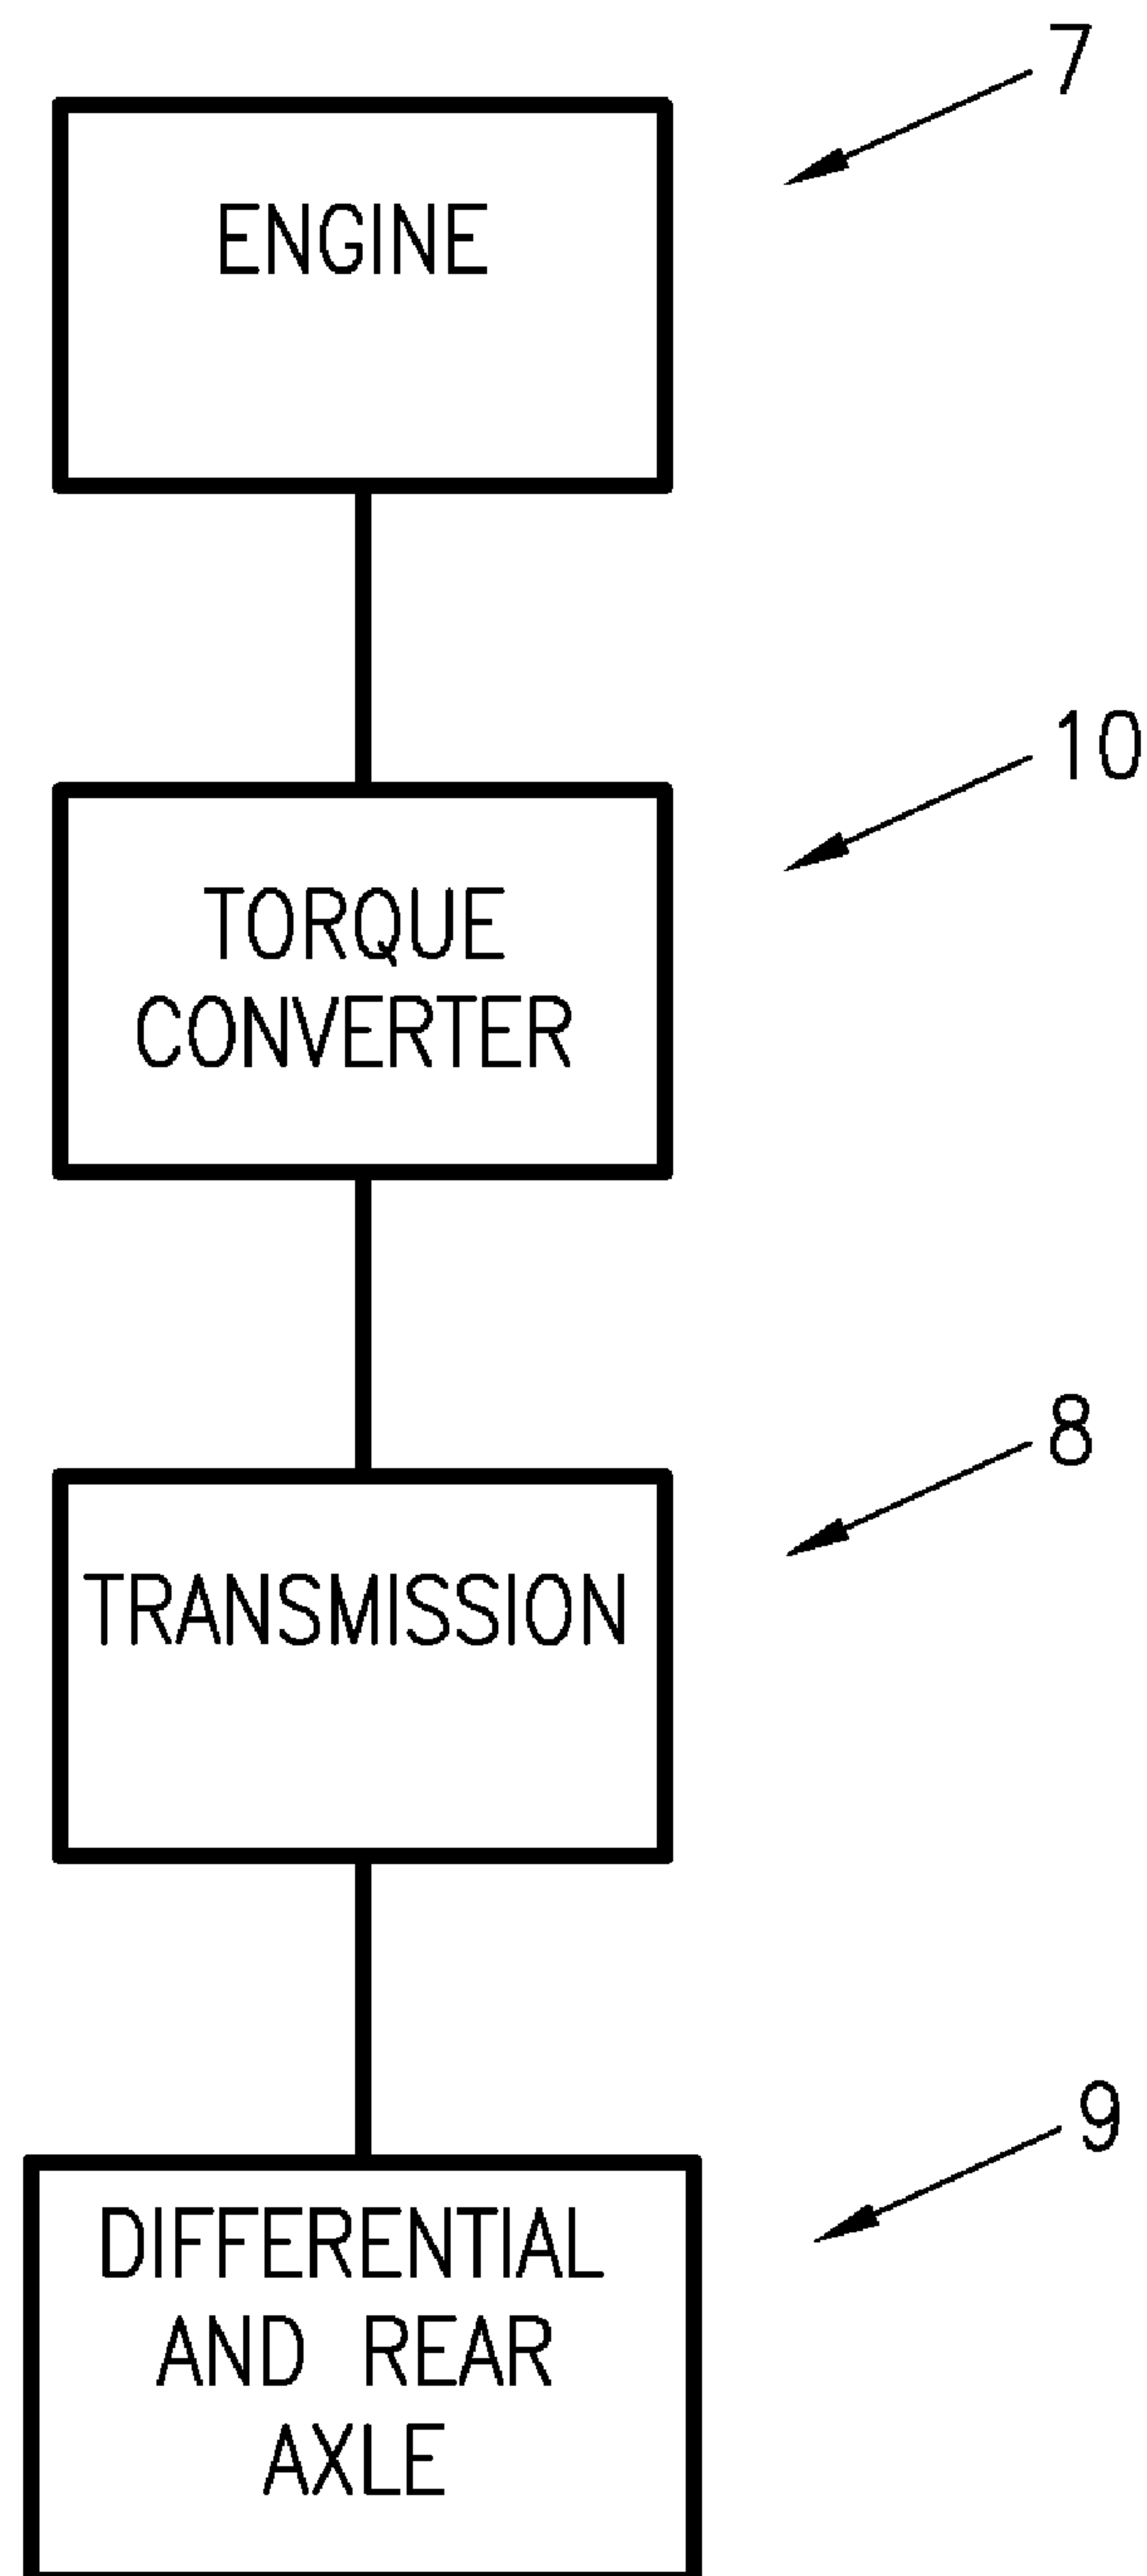 7
ENGINE
10
TORQUE
CONVERTER
8
TRANSMISSION
9
DIFFERENTIAL
AND REAR
AXLE